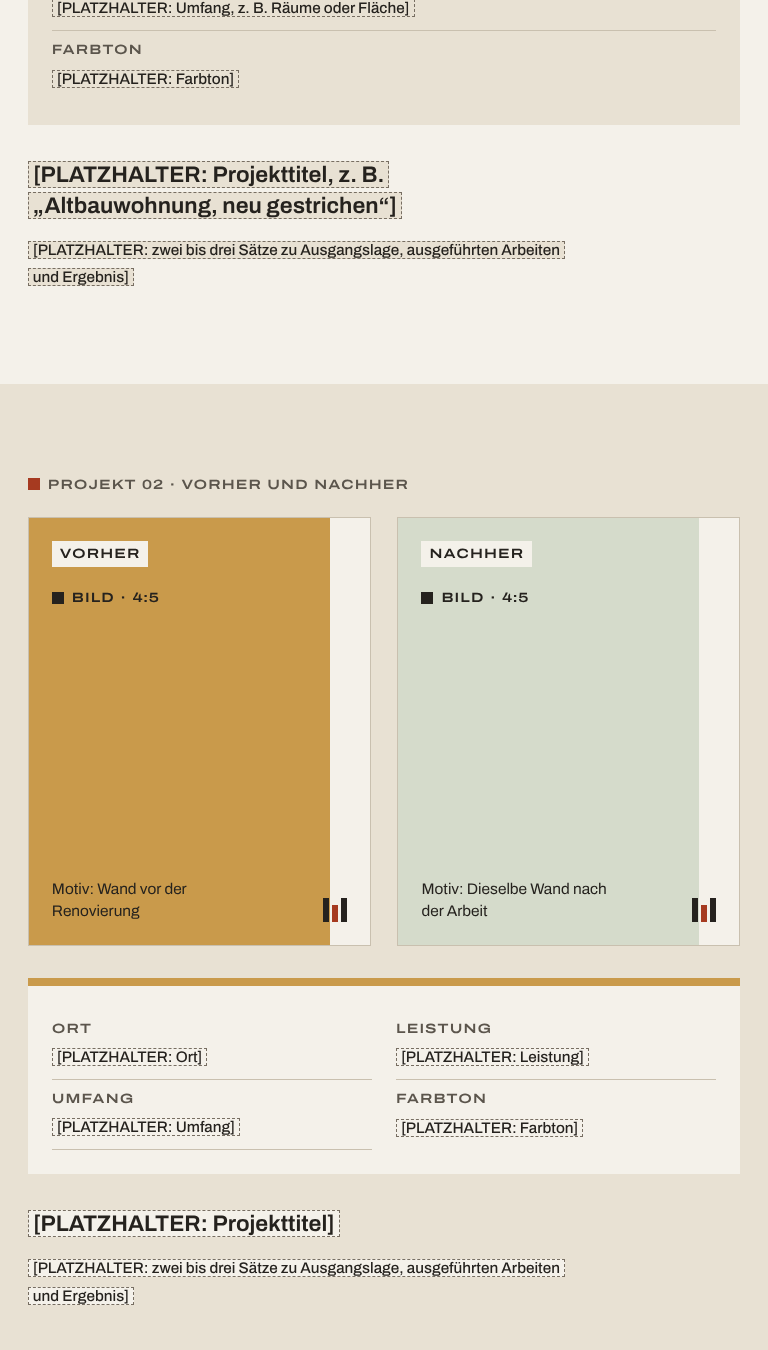 [PLATZHALTER: Umfang, z. B. Räume oder Fläche]
FARBTON
[PLATZHALTER: Farbton]
[PLATZHALTER: Projekttitel, z. B.
„Altbauwohnung, neu gestrichen“]
[PLATZHALTER: zwei bis drei Sätze zu Ausgangslage, ausgeführten Arbeiten
und Ergebnis]
PROJEKT 02 · VORHER UND NACHHER
VORHER
BILD · 4:5
Motiv: Wand vor der
Renovierung
NACHHER
BILD · 4:5
Motiv: Dieselbe Wand nach
der Arbeit
ORT
[PLATZHALTER: Ort]
LEISTUNG
[PLATZHALTER: Leistung]
UMFANG
[PLATZHALTER: Umfang]
FARBTON
[PLATZHALTER: Farbton]
[PLATZHALTER: Projekttitel]
[PLATZHALTER: zwei bis drei Sätze zu Ausgangslage, ausgeführten Arbeiten
und Ergebnis]